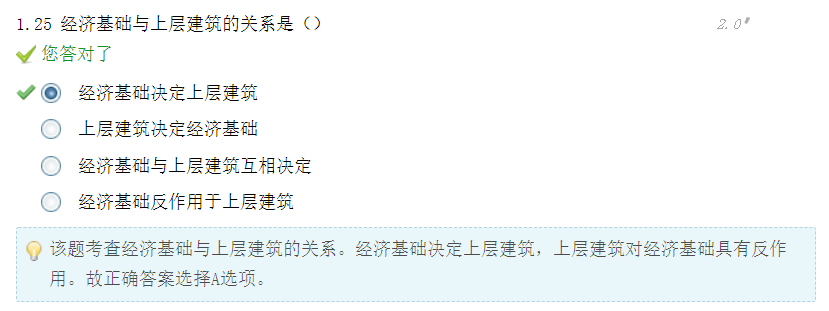 1.25 经济基础与上层建筑的关系是（） 2.0"
您答对了
经济基础决定上层建筑
上层建筑决定经济基础
经济基础与上层建筑互相决定
经济基础反作用于上层建筑
该题考查经济基础与上层建筑的关系。经济基础决定上层建筑，上层建筑对经济基础具有反作
用。故正确答案选择A选项。